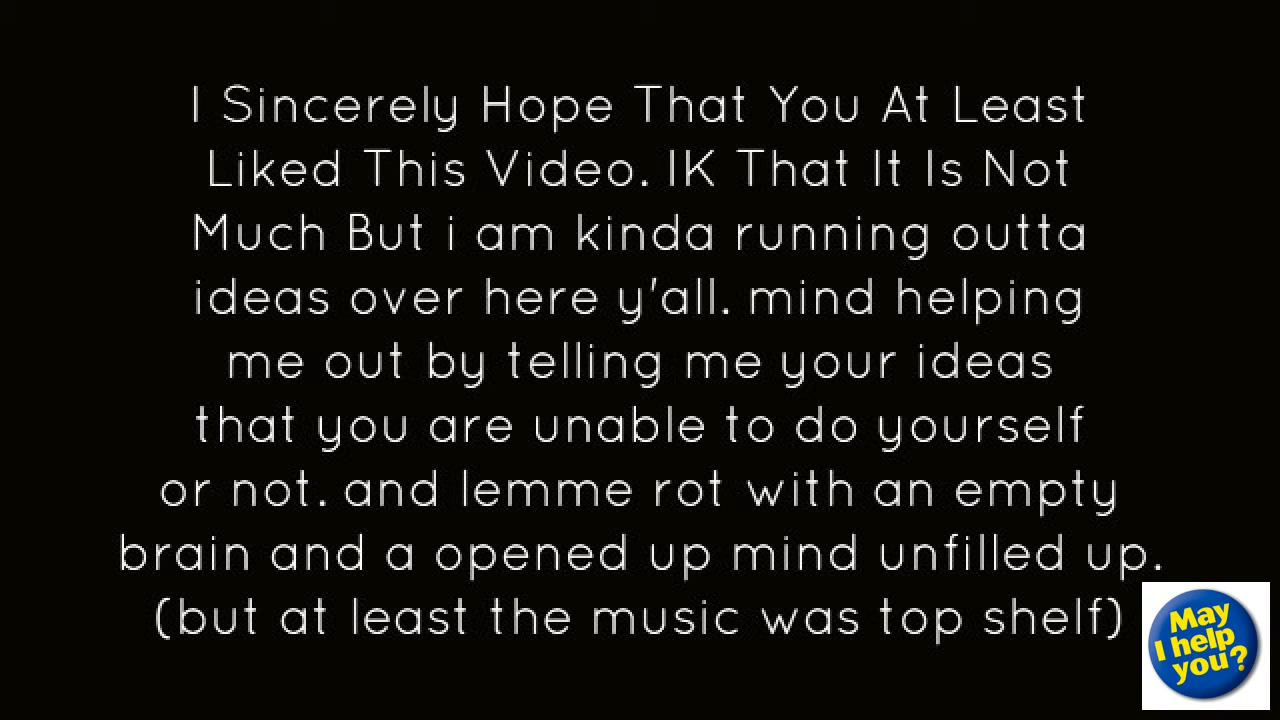 I Sincerely Hope That You At Least
Liked This Video. IK That It Is Not
Much But i am kinda running outta
ideas over here y'all. mind helping
me out by telling me your ideas
that you are unable to do yourself
or not. and lemme rot with an empty
brain and a opened up mind unfilled up.
(but at least the music was top shelf)
May
I help
you?